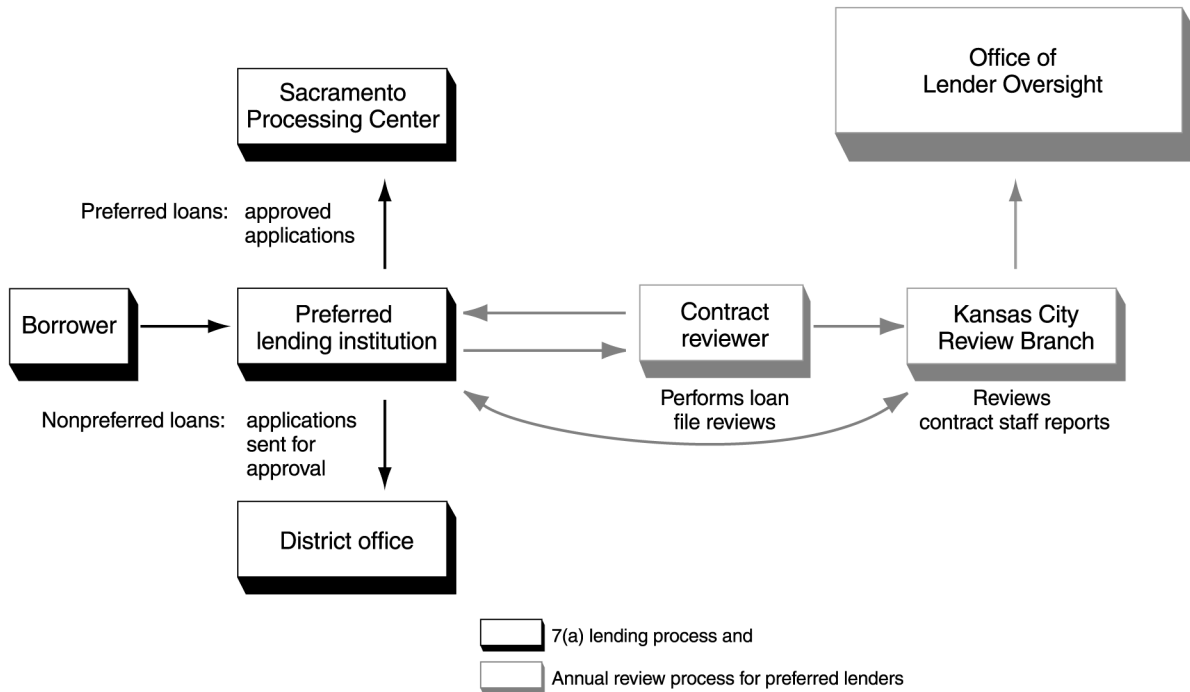 Office of
Lender Oversight
Sacramento
Processing Center
Preferred loans: approved
applications
Borrower
Preferred
lending institution
Contract
reviewer
Kansas City
Review Branch
Performs loan
file reviews
Reviews
contract staff reports
Nonpreferred loans: applications
sent for
approval
District office
7(a) lending process and
Annual review process for preferred lenders